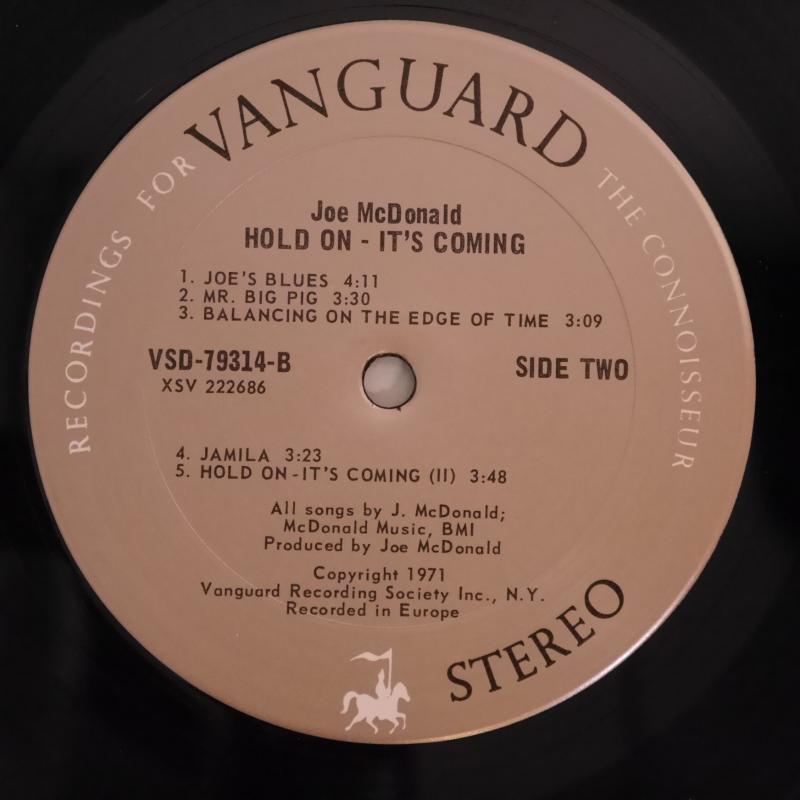 VANGUARD
RECORDINGS FOR THE CONNOISSEUR
Joe McDonald
HOLD ON - IT'S COMING
1. JOE'S BLUES 4:11
2. MR. BIG PIG 3:30
3. BALANCING ON THE EDGE OF TIME 3:09
VSD-79314-B SIDE TWO
XSV 222686
4. JAMILA 3:23
5. HOLD ON-IT'S COMING (II) 3:48
All songs by J. McDonald;
McDonald Music, BMI
Produced by Joe McDonald
Copyright 1971
Vanguard Recording Society Inc., N.Y.
Recorded in Europe
STEREO